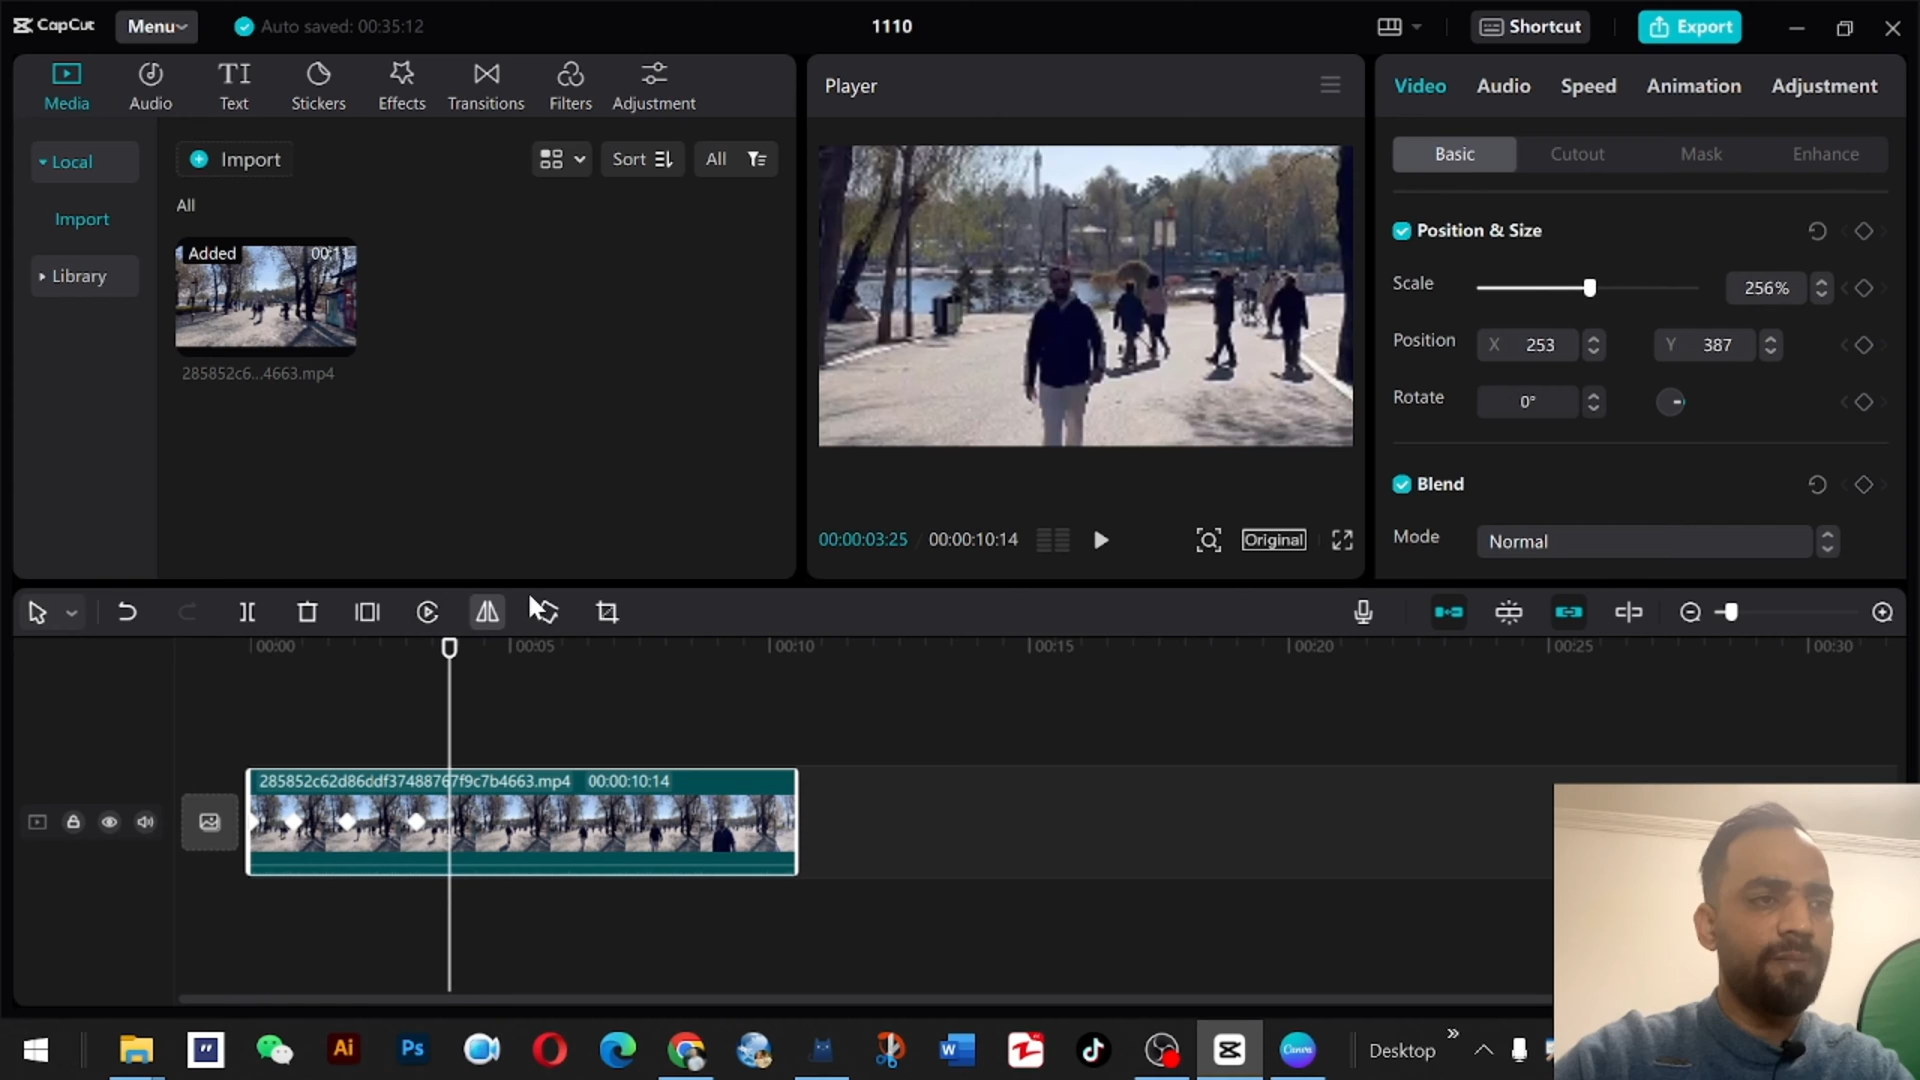 CapCut
Menu
Auto saved: 00:35:12
1110
Shortcut
Export
Media
Audio
Text
Stickers
Effects
Transitions
Filters
Adjustment
Local
Import
Library
Import
Sort
All
All
Added
00:11
285852c6...4663.mp4
Player
00:00:03:25
00:00:10:14
Original
Video
Audio
Speed
Animation
Adjustment
Basic
Cutout
Mask
Enhance
Position & Size
Scale
256%
Position
X 253
Y 387
Rotate
0°
Blend
Mode
Normal
00:00
00:05
00:10
00:15
00:20
00:25
00:30
285852c62d86ddf37488767f9c7b4663.mp4 00:00:10:14
Ai
Ps
W
Canva
Desktop